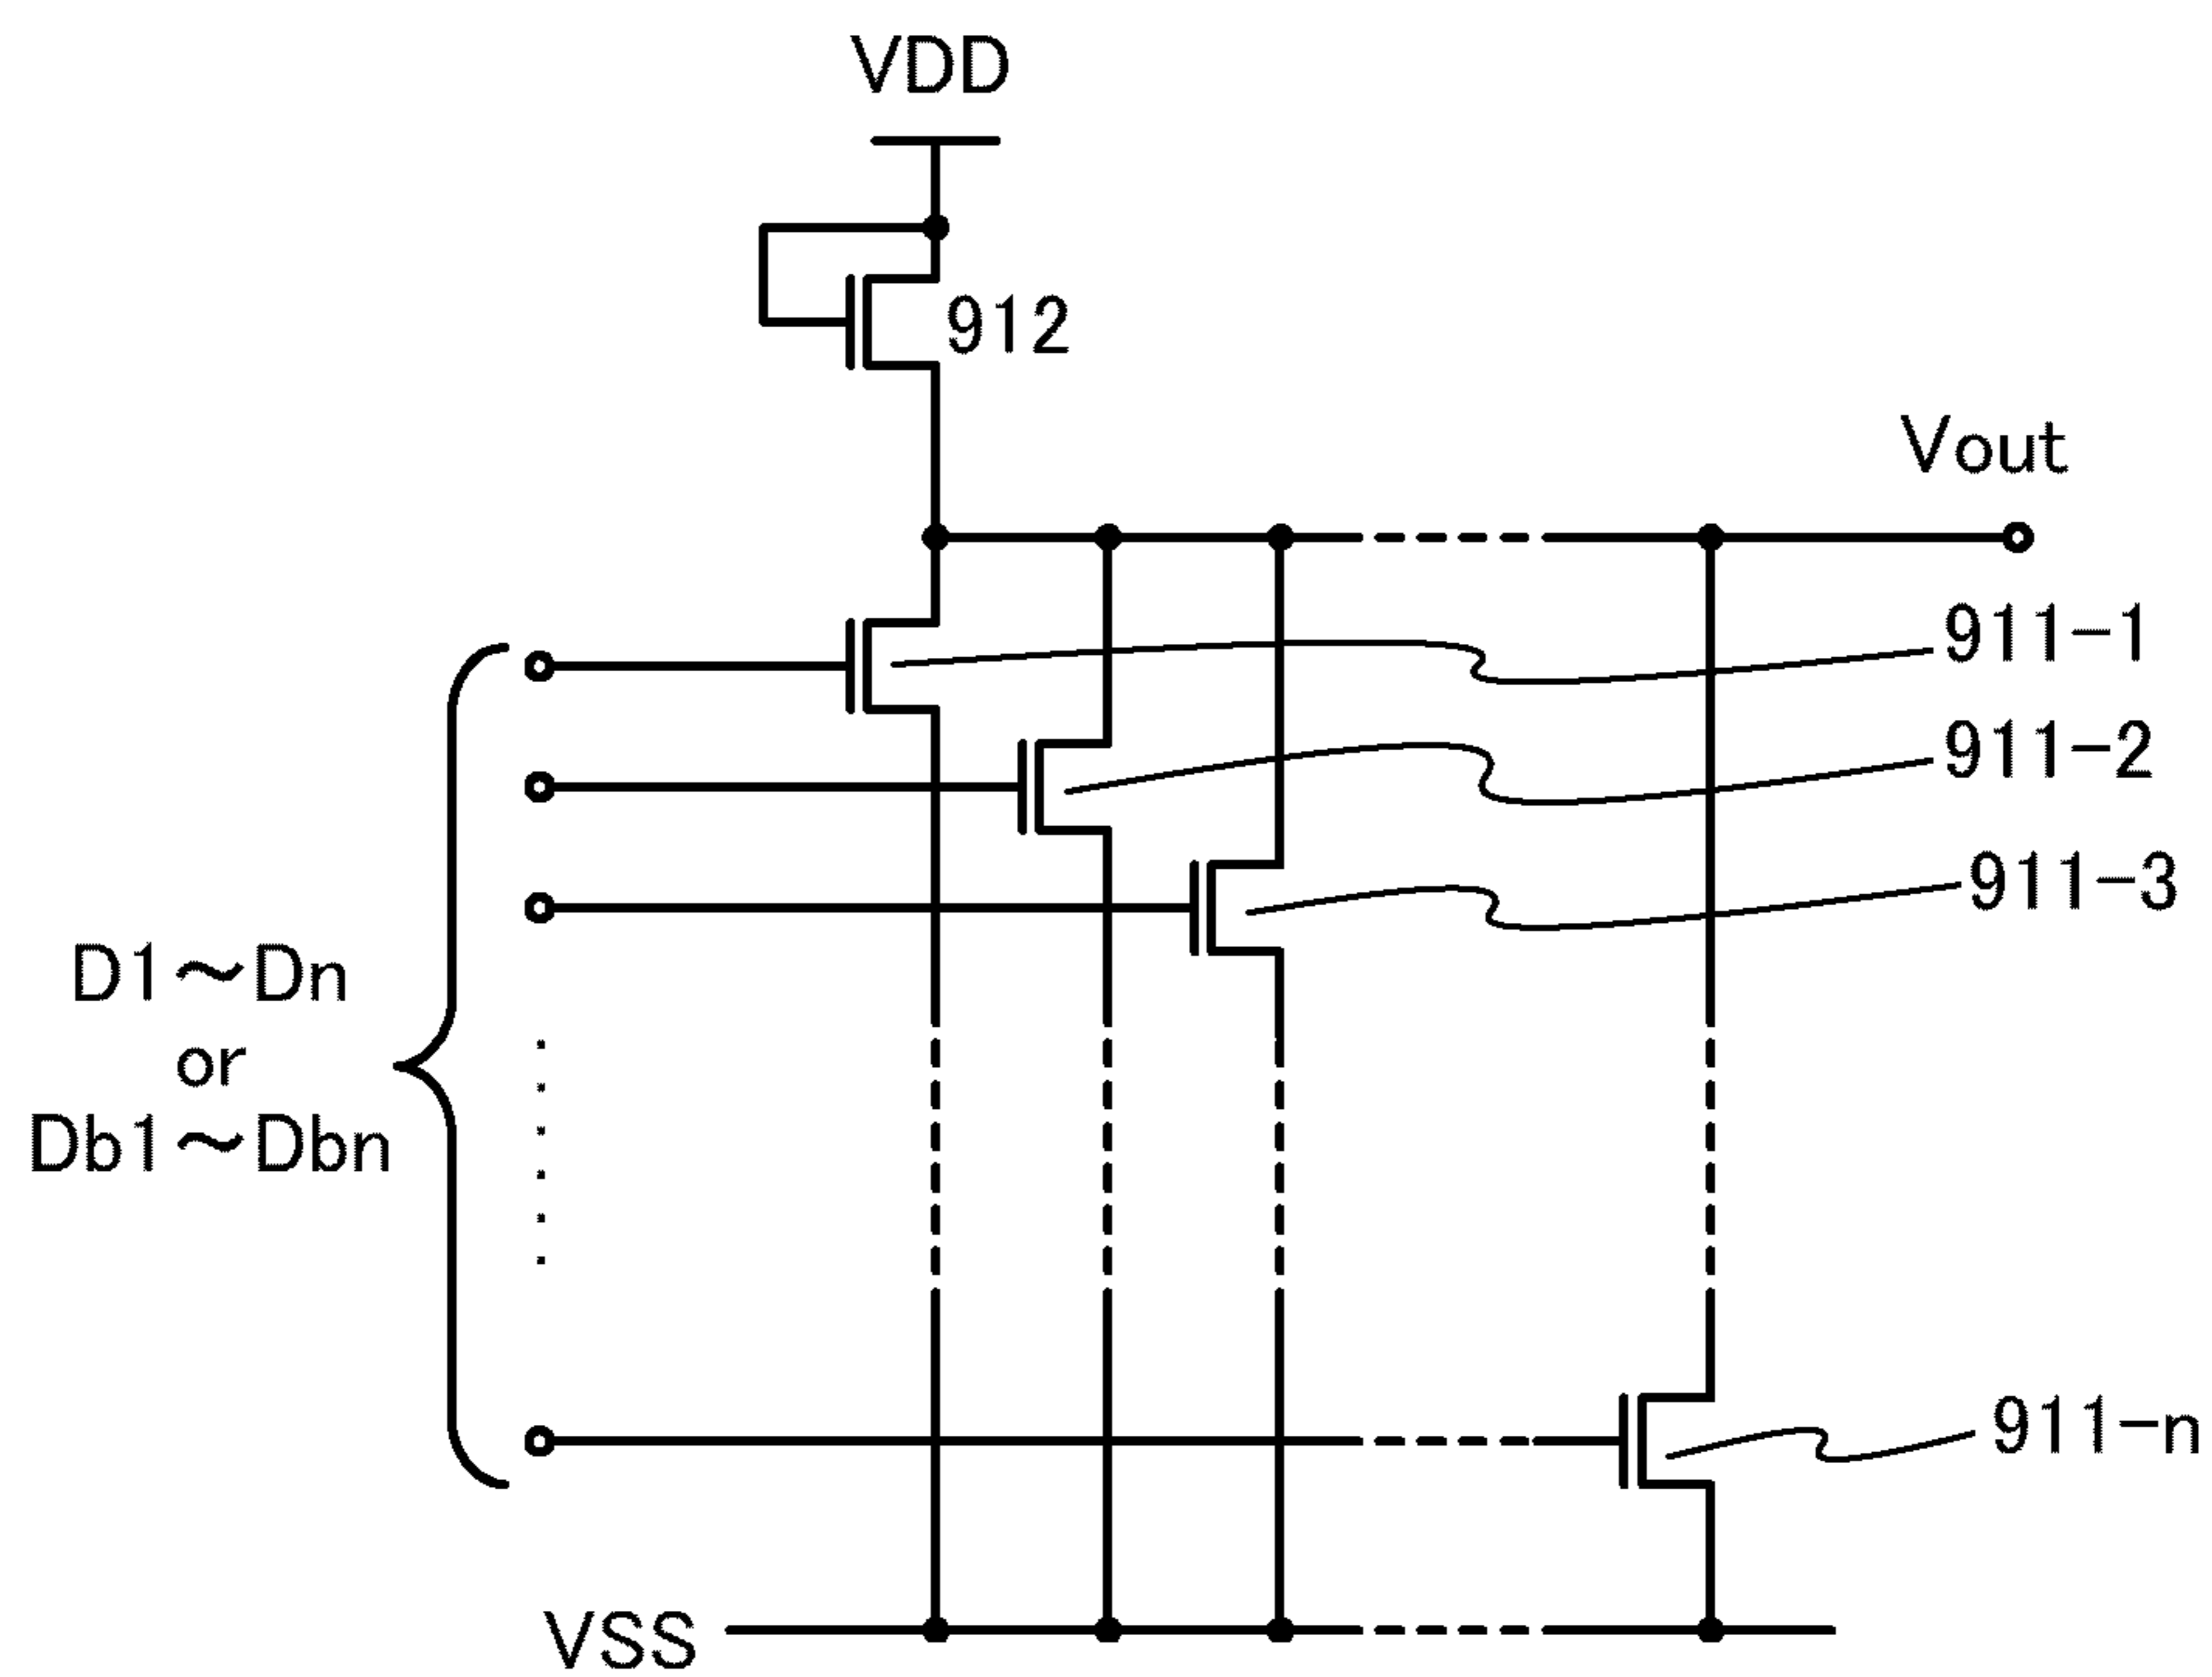 VDD
912
Vout
911-1
911-2
911-3
D1～Dn
or
Db1～Dbn
911-n
VSS